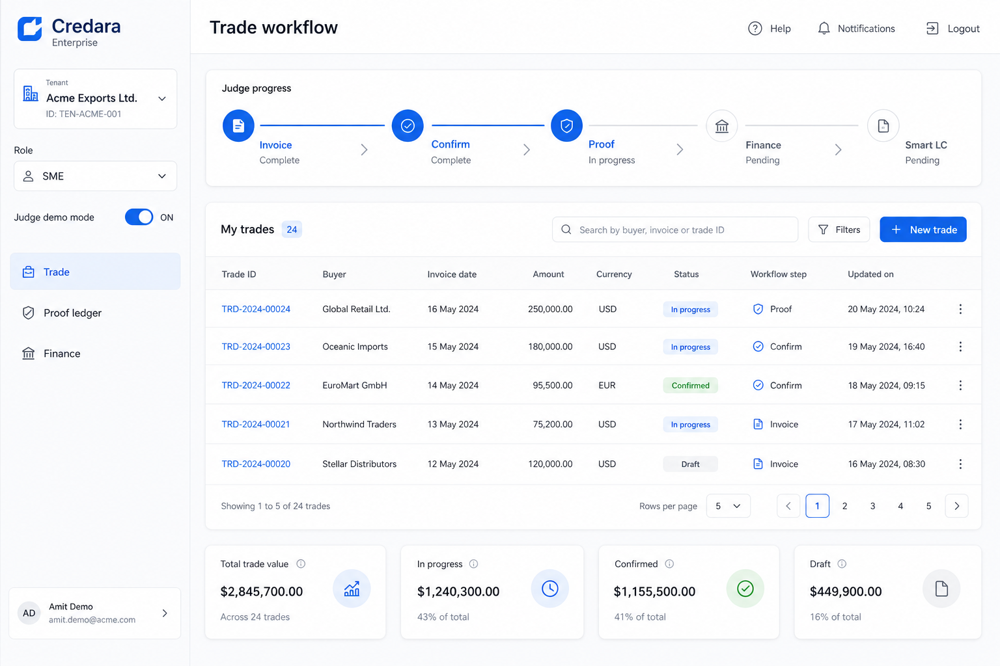 Credara
Enterprise
Tenant
Acme Exports Ltd.
ID: TEN-ACME-001
Role
SME
Judge demo mode
ON
Trade
Proof ledger
Finance
AD
Amit Demo
amit.demo@acme.com
Trade workflow
Help
Nottifications
Logout
Judge progress
Invoice
Complete
Confirm
Complete
Proof
In progress
Finance
Pending
Smart LC
Pending
My trades 24
Search by buyer, invoice or trade ID
Filters
New trade
Trade ID Buyer Invoice date Amount Currency Status Workflow step Updated on
TRD-2024-00024 Global Retail Ltd. 16 May 2024 250,000.00 USD In progress Proof 20 May 2024, 10:24
TRD-2024-00023 Oceanic Imports 15 May 2024 180,000.00 USD In progress Confirm 19 May 2024, 16:40
TRD-2024-00022 EuroMart GmbH 14 May 2024 95,500.00 EUR Confirmed Confirm 18 May 2024, 09:15
TRD-2024-00021 Northwind Traders 13 May 2024 75,200.00 USD In progress Invoice 17 May 2024, 11:02
TRD-2024-00020 Stellar Distributors 12 May 2024 120,000.00 USD Draft Invoice 16 May 2024, 08:30
Showing 1 to 5 of 24 trades
Rows per page 5
1 2 3 4 5
Total trade value
$2,845,700.00
Across 24 trades
In progress
$1,240,300.00
43% of total
Confirmed
$1,155,500.00
41% of total
Draft
$449,900.00
16% of total